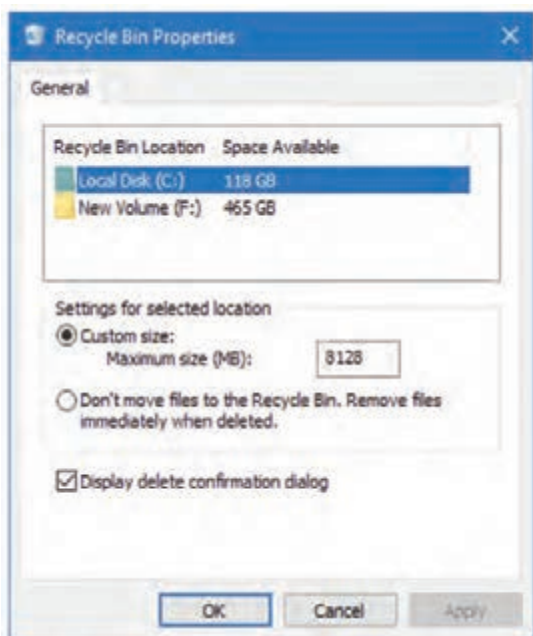 Recycle Bin Properties
General
Recycle Bin Location Space Available
Local Disk (C:) 118 GB
New Volume (F:) 465 GB
Settings for selected location
Custom size:
Maximum size (MB): 8128
Don't move files to the Recycle Bin. Remove files
immediately when deleted.
Display delete confirmation dialog
OK Cancel Apply